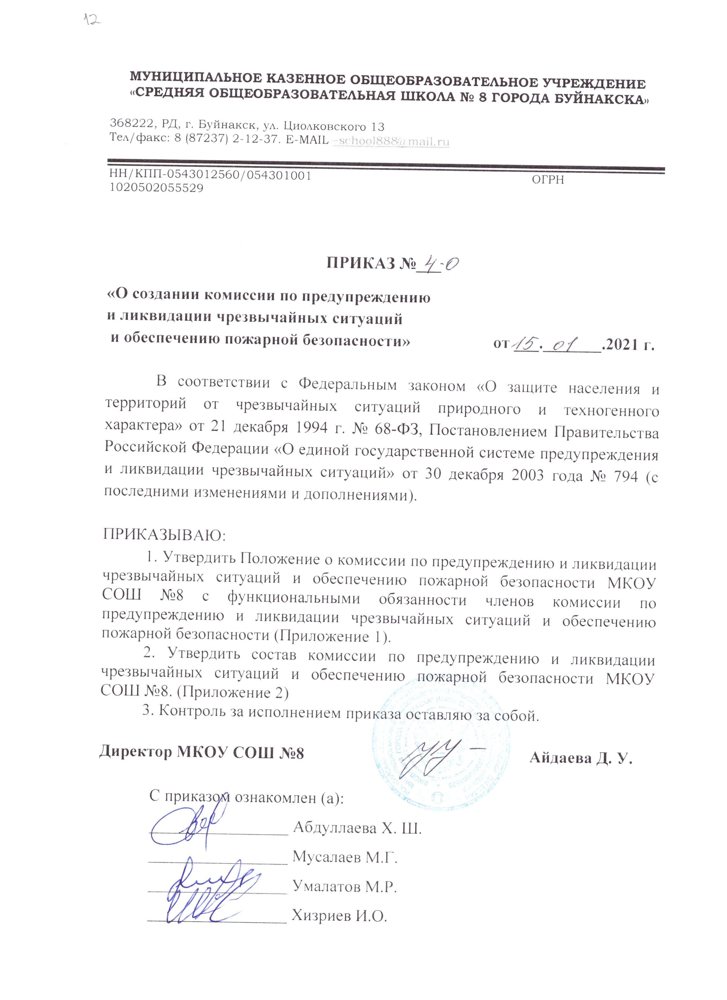 12
МУНИЦИПАЛЬНОЕ КАЗЕННОЕ ОБЩЕОБРАЗОВАТЕЛЬНОЕ УЧРЕЖДЕНИЕ
«СРЕДНЯЯ ОБЩЕОБРАЗОВАТЕЛЬНАЯ ШКОЛА № 8 ГОРОДА БУЙНАКСКА»
368222, РД, г. Буйнакск, ул. Циолковского 13
Тел/факс: 8 (87237) 2-12-37. E-MAIL –school888@mail.ru
НН/КПП-0543012560/054301001 ОГРН
1020502055529
ПРИКАЗ № 4-0
«О создании комиссии по предупреждению
и ликвидации чрезвычайных ситуаций
и обеспечению пожарной безопасности» от 15.01.2021 г.
В соответствии с Федеральным законом «О защите населения и
территорий от чрезвычайных ситуаций природного и техногенного
характера» от 21 декабря 1994 г. № 68-ФЗ, Постановлением Правительства
Российской Федерации «О единой государственной системе предупреждения
и ликвидации чрезвычайных ситуаций» от 30 декабря 2003 года № 794 (с
последними изменениями и дополнениями).
ПРИКАЗЫВАЮ:
1. Утвердить Положение о комиссии по предупреждению и ликвидации
чрезвычайных ситуаций и обеспечению пожарной безопасности МКОУ
СОШ №8 с функциональными обязанности членов комиссии по
предупреждению и ликвидации чрезвычайных ситуаций и обеспечению
пожарной безопасности (Приложение 1).
2. Утвердить состав комиссии по предупреждению и ликвидации
чрезвычайных ситуаций и обеспечению пожарной безопасности МКОУ
СОШ №8. (Приложение 2)
3. Контроль за исполнением приказа оставляю за собой.
Директор МКОУ СОШ №8 Айдаева Д. У.
С приказом ознакомлен (а):
Абдуллаева Х. Ш.
Мусалаев М.Г.
Умалатов М.Р.
Хизриев И.О.